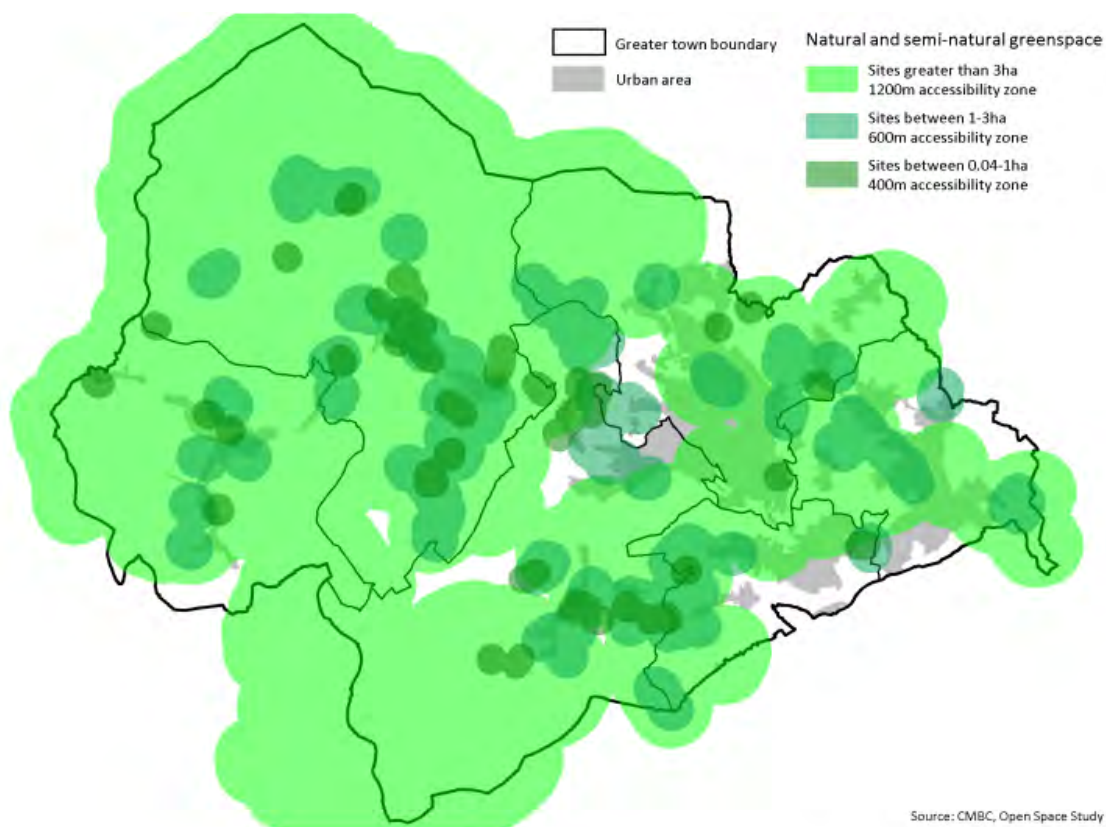 Greater town boundary
Urban area
Natural and semi-natural greenspace
Sites greater than 3ha
1200m accessibility zone
Sites between 1-3ha
600m accessibility zone
Sites between 0.04-1ha
400m accessibility zone
Source: CMBC, Open Space Study